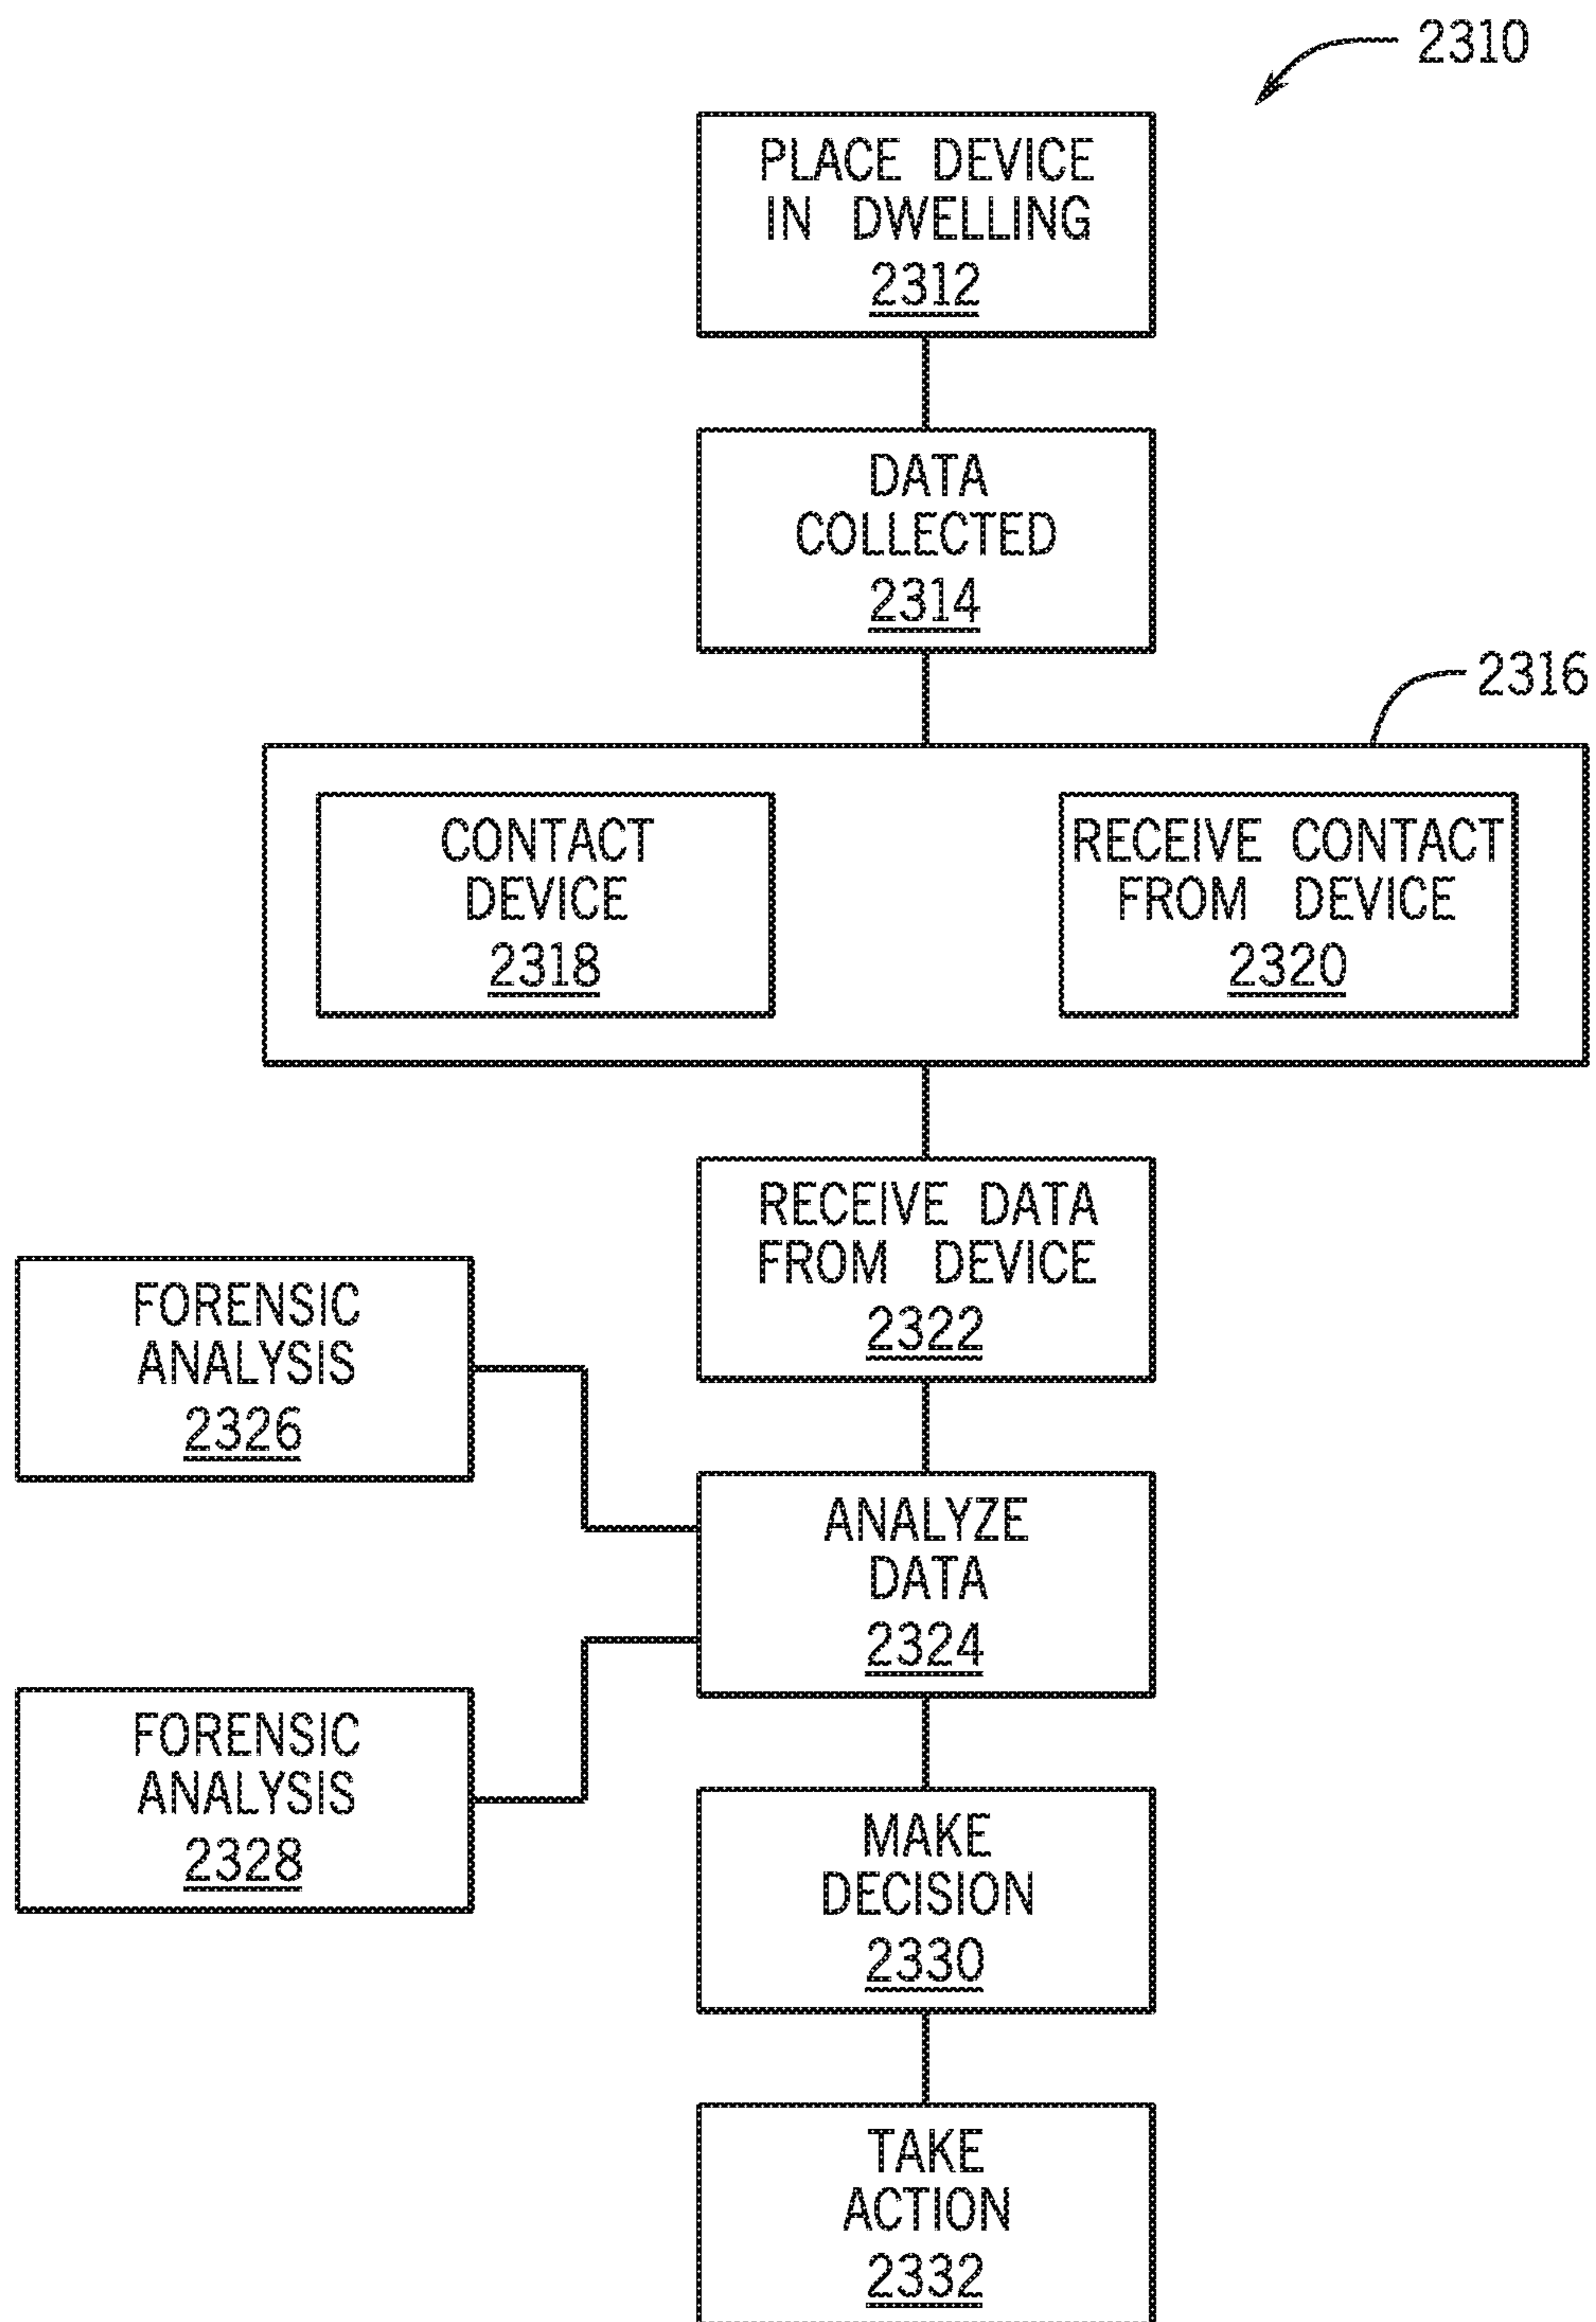 2310
PLACE DEVICE
IN DWELLING
2312
DATA
COLLECTED
2314
2316
CONTACT
DEVICE
2318
RECEIVE CONTACT
FROM DEVICE
2320
RECEIVE DATA
FROM DEVICE
2322
FORENSIC
ANALYSIS
2326
ANALYZE
DATA
2324
FORENSIC
ANALYSIS
2328
MAKE
DECISION
2330
TAKE
ACTION
2332